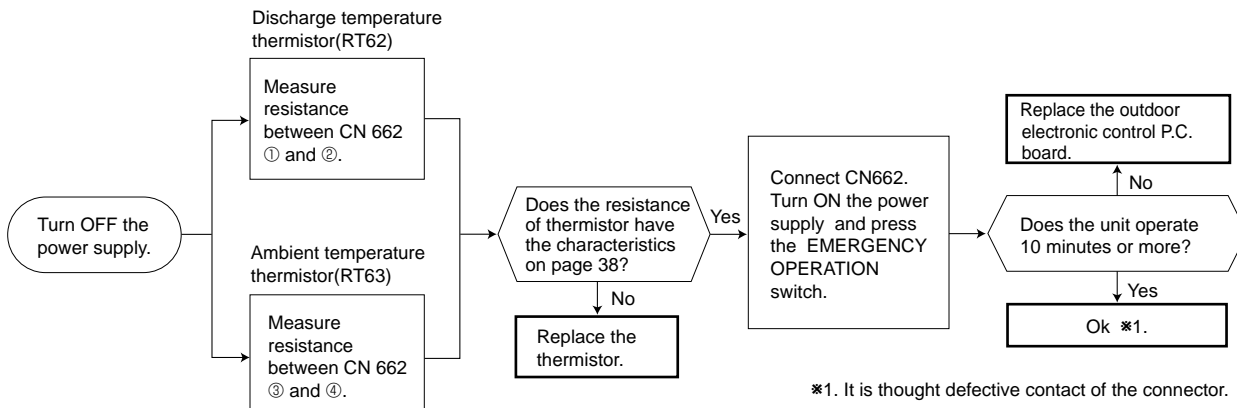 Turn OFF the
power supply.
Discharge temperature
thermistor(RT62)
Measure
resistance
between CN 662
① and ②.
Ambient temperature
thermistor(RT63)
Measure
resistance
between CN 662
③ and ④.
Does the resistance
of thermistor have
the characteristics
on page 38?
Yes
No
Replace the
thermistor.
Connect CN662.
Turn ON the power
supply and press
the EMERGENCY
OPERATION
switch.
Does the unit operate
10 minutes or more?
No
Replace the outdoor
electronic control P.C.
board.
Yes
Ok ※1.
※1. It is thought defective contact of the connector.